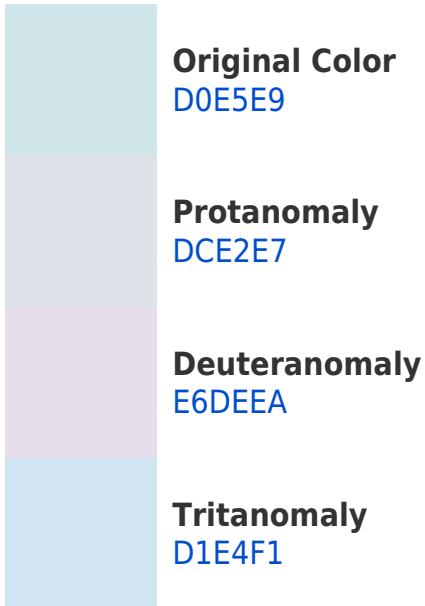 Original Color
D0E5E9
Protanomaly
DCE2E7
Deuteranomaly
E6DEEA
Tritanomaly
D1E4F1